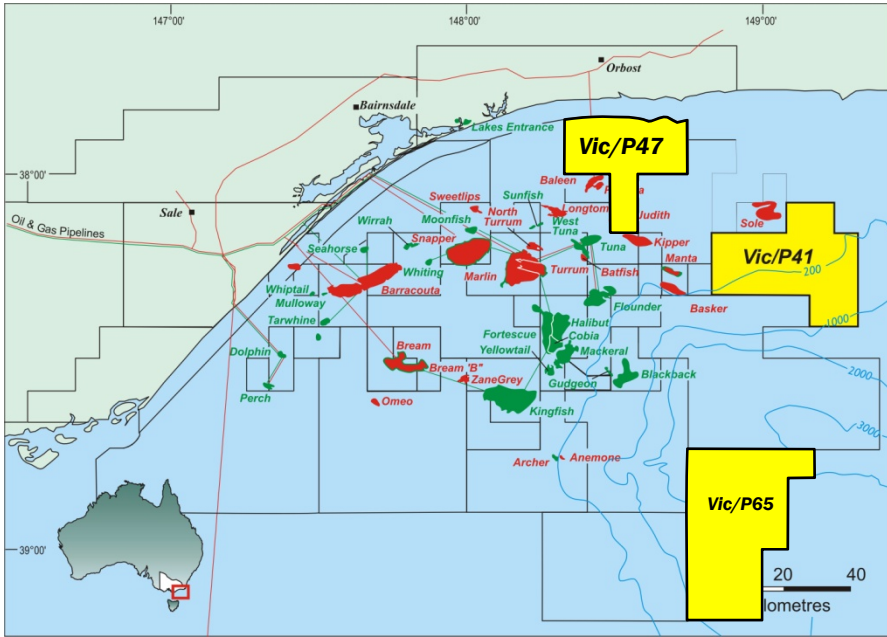 147°00'
148°00'
149°00'
Orbost
Bairnsdale
Lakes Entrance
Vic/P47
38°00'
Sale
Oil & Gas Pipelines
Baleen
Sweetlips
Sunfish
Longtom
Judith
Sole
North
Turrum
West
Tuna
Moonfish
Wirrah
Snapper
Tuna
Kipper
Seahorse
Whiting
Marlin
Turrum
Batfish
Manta
Vic/P41
200
Whiptail
Mulloway
Barracouta
Flounder
Basker
Tarwhine
Fortescue
Halibut
Cobia
1000
Dolphin
Bream
Yellowtail
Mackeral
Bream "B"
ZaneGrey
Gudgeon
Blackback
2000
Perch
Omeo
Kingfish
3000
Archer
Anemone
Vic/P65
39°00'
20
40
lometres